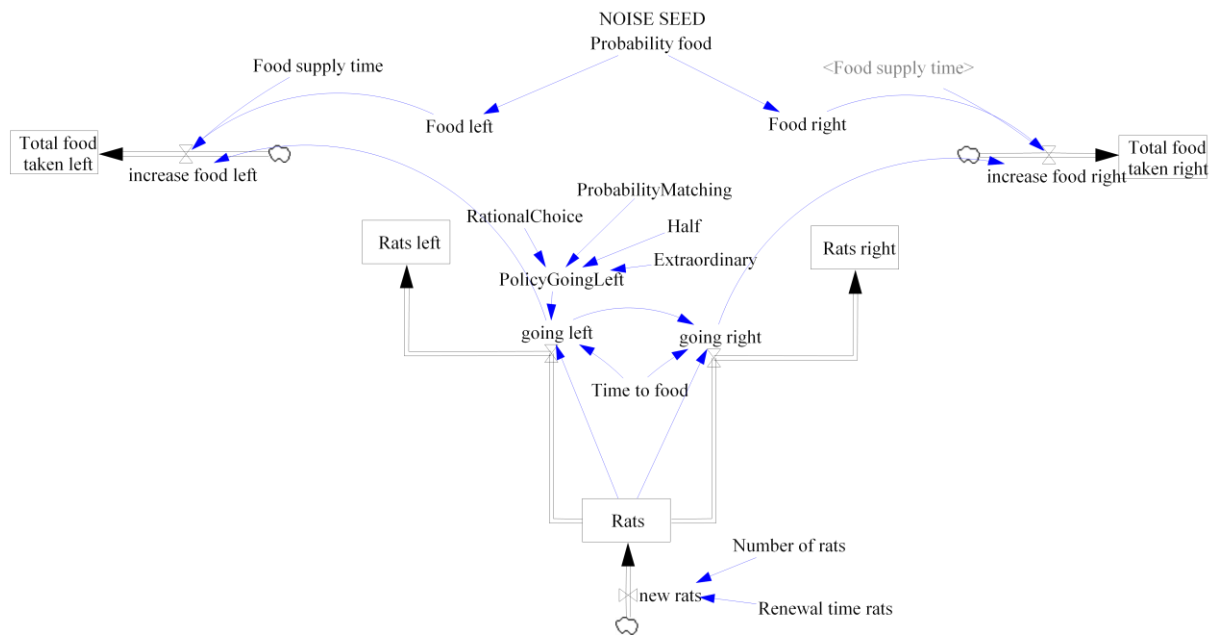 NOISE SEED
Probability food
Food supply time
<Food supply time>
Food left
Food right
Total food
taken left
increase food left
increase food right
Total food
taken right
ProbabilityMatching
RationalChoice
Half
Rats left
Rats right
Extraordinary
PolicyGoingLeft
going left
going right
Time to food
Rats
Number of rats
new rats
Renewal time rats